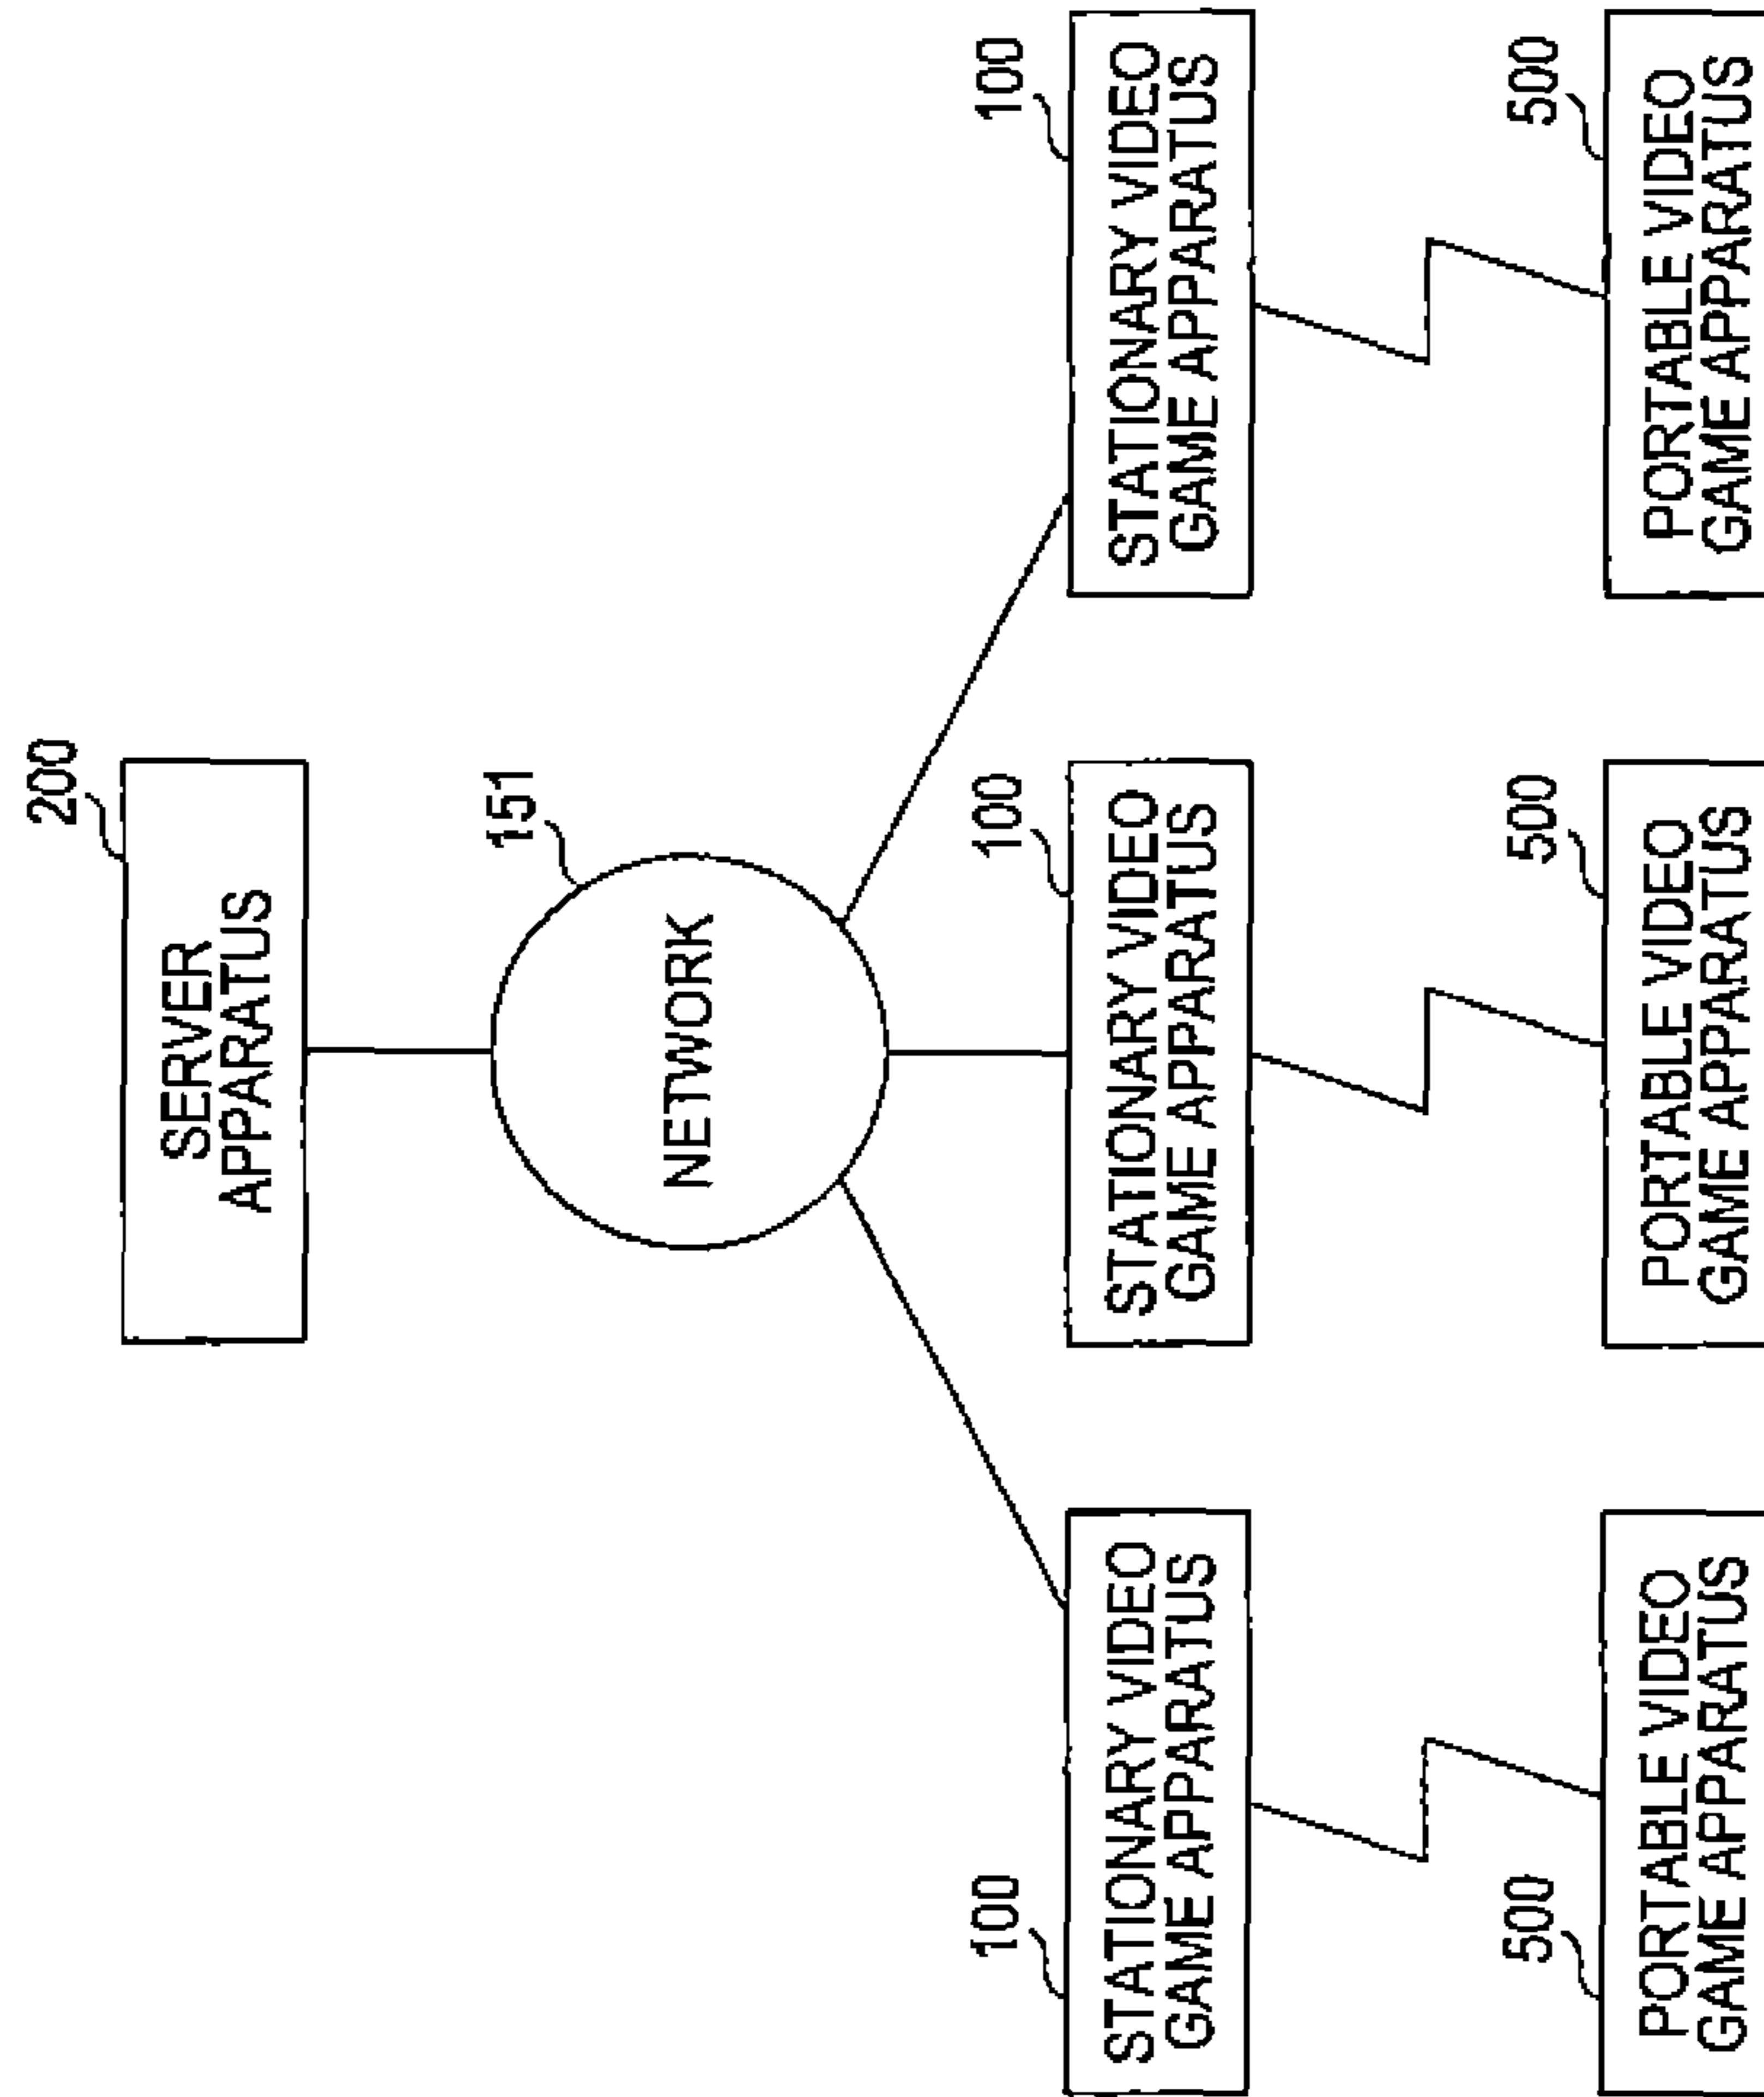 200
SERVER
APPARATUS
151
NETWORK
100
STATIONARY VIDEO
GAME APPARATUS
100
STATIONARY VIDEO
GAME APPARATUS
100
STATIONARY VIDEO
GAME APPARATUS
500
PORTABLE VIDEO
GAME APPARATUS
500
PORTABLE VIDEO
GAME APPARATUS
500
PORTABLE VIDEO
GAME APPARATUS